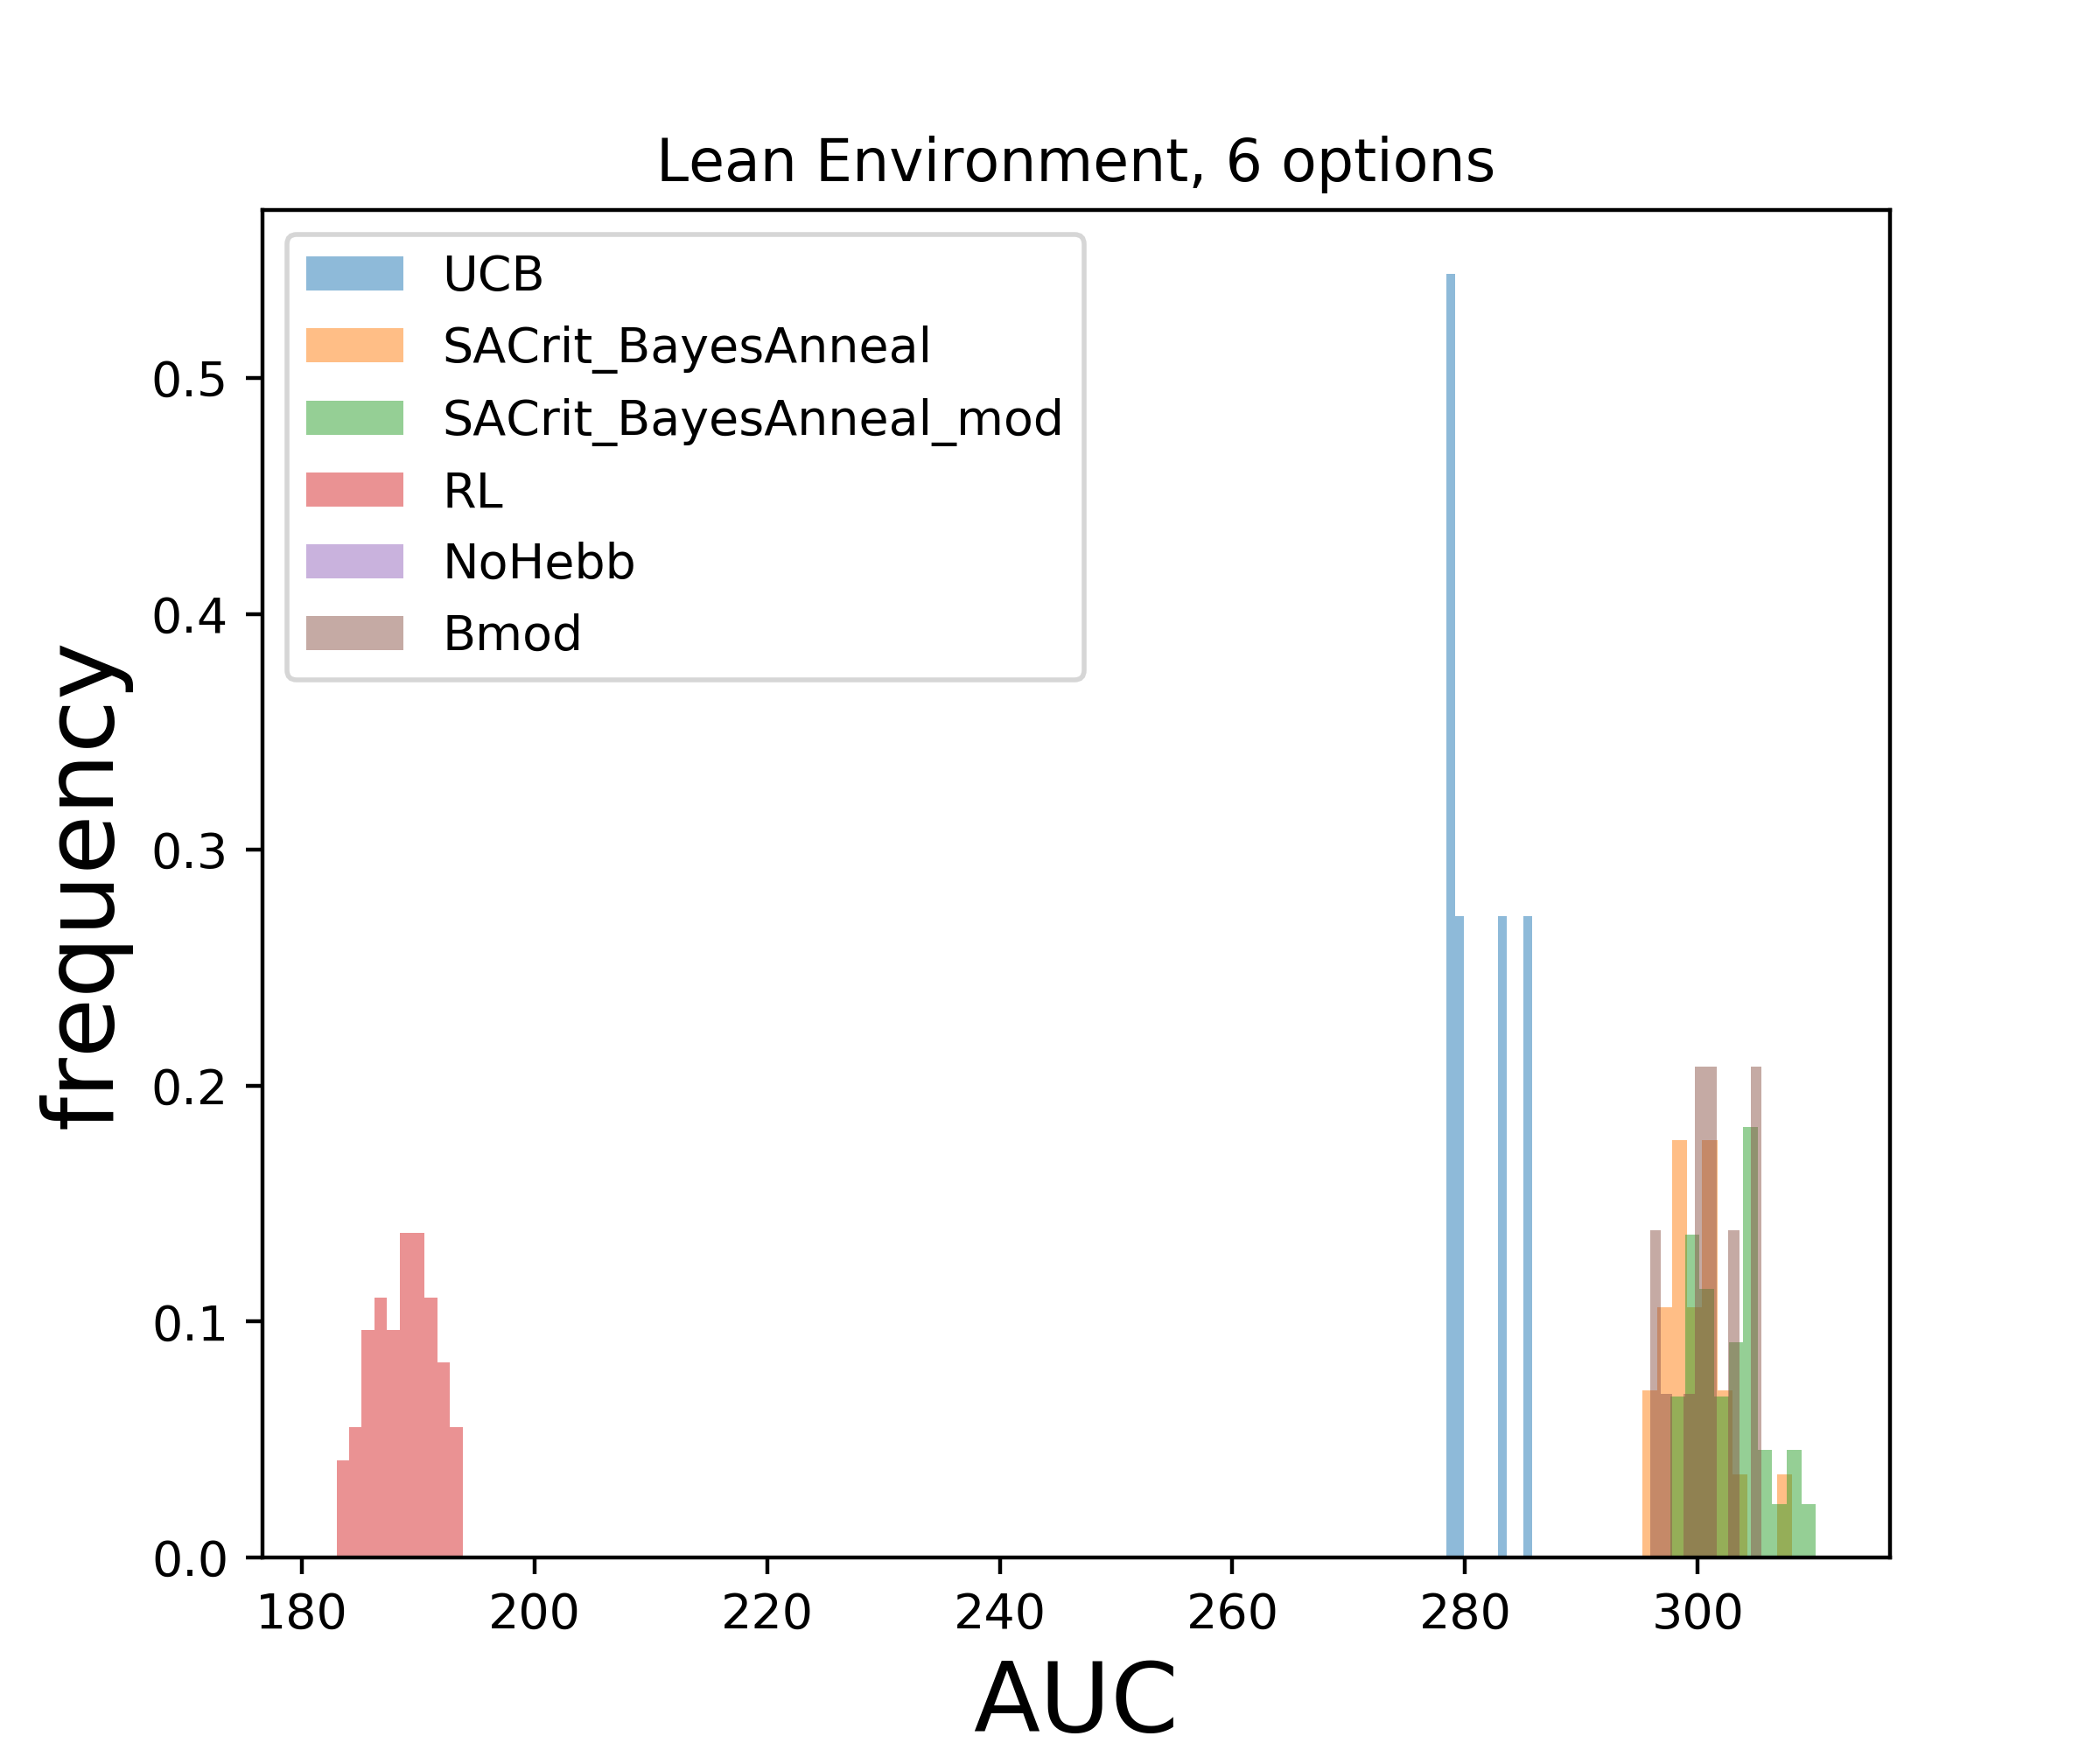 Lean Environment, 6 options
UCB
SACrit_BayesAnneal
SACrit_BayesAnneal_mod
RL
NoHebb
Bmod
0.5
0.4
0.3
0.2
0.1
0.0
frequency
180 200 220 240 260 280 300
AUC